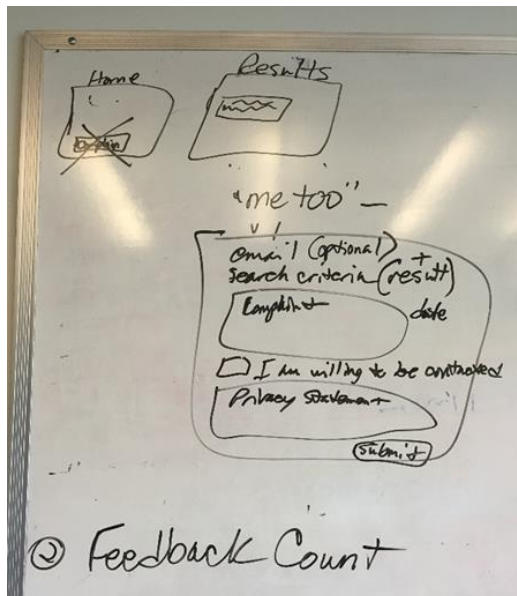 Home
Results
"me too" –
email (optional)
Search criteria (+ result)
Complaint
date
I am willing to be contacted
Privacy Statement
Submit
② Feedback Count